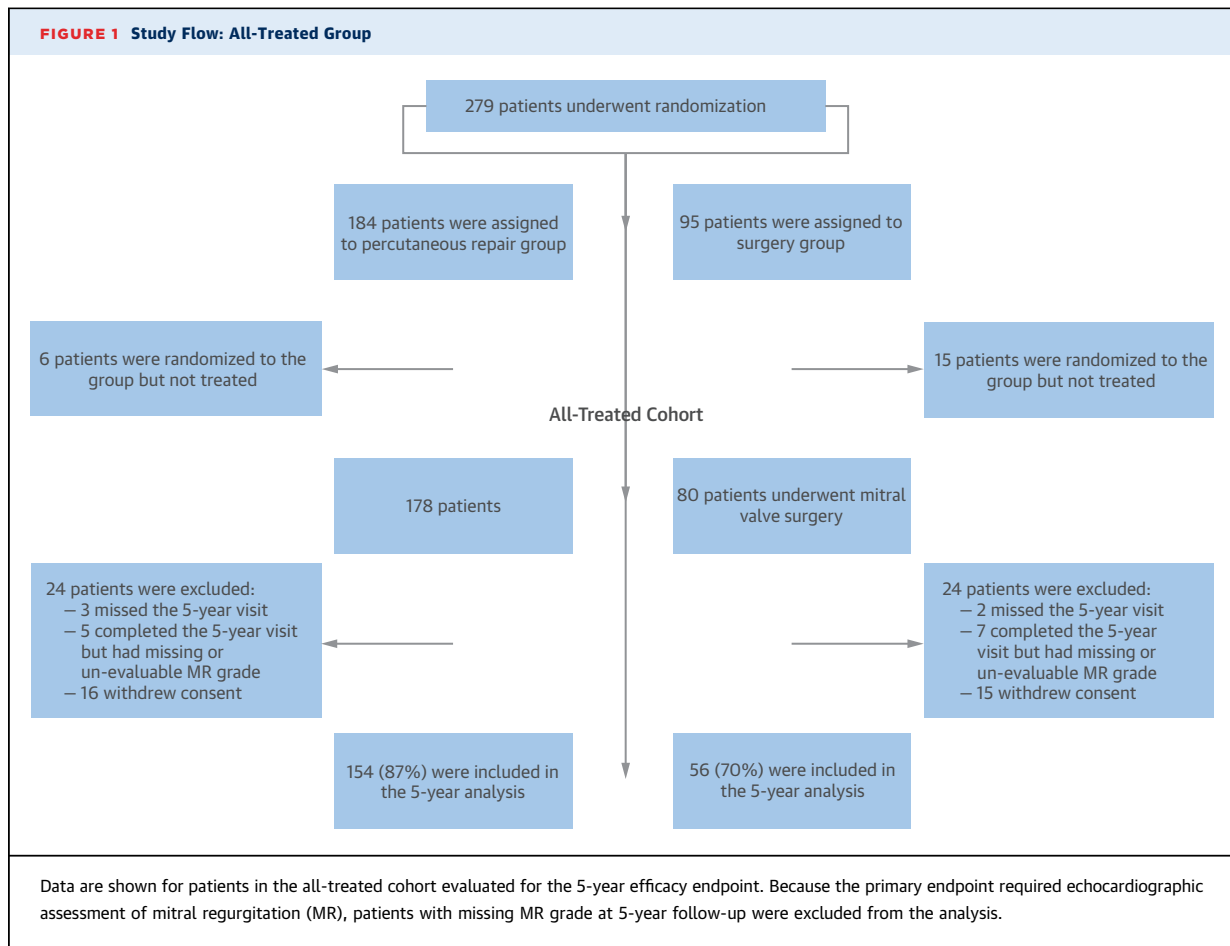 FIGURE 1 Study Flow: All-Treated Group
279 patients underwent randomization
184 patients were assigned
to percutaneous repair group
95 patients were assigned to
surgery group
6 patients were randomized to the
group but not treated
15 patients were randomized to the
group but not treated
All-Treated Cohort
178 patients
80 patients underwent mitral
valve surgery
24 patients were excluded:
– 3 missed the 5-year visit
– 5 completed the 5-year visit
but had missing or
un-evaluable MR grade
– 16 withdrew consent
24 patients were excluded:
– 2 missed the 5-year visit
– 7 completed the 5-year
visit but had missing or
un-evaluable MR grade
– 15 withdrew consent
154 (87%) were included in
the 5-year analysis
56 (70%) were included in
the 5-year analysis
Data are shown for patients in the all-treated cohort evaluated for the 5-year efficacy endpoint. Because the primary endpoint required echocardiographic
assessment of mitral regurgitation (MR), patients with missing MR grade at 5-year follow-up were excluded from the analysis.